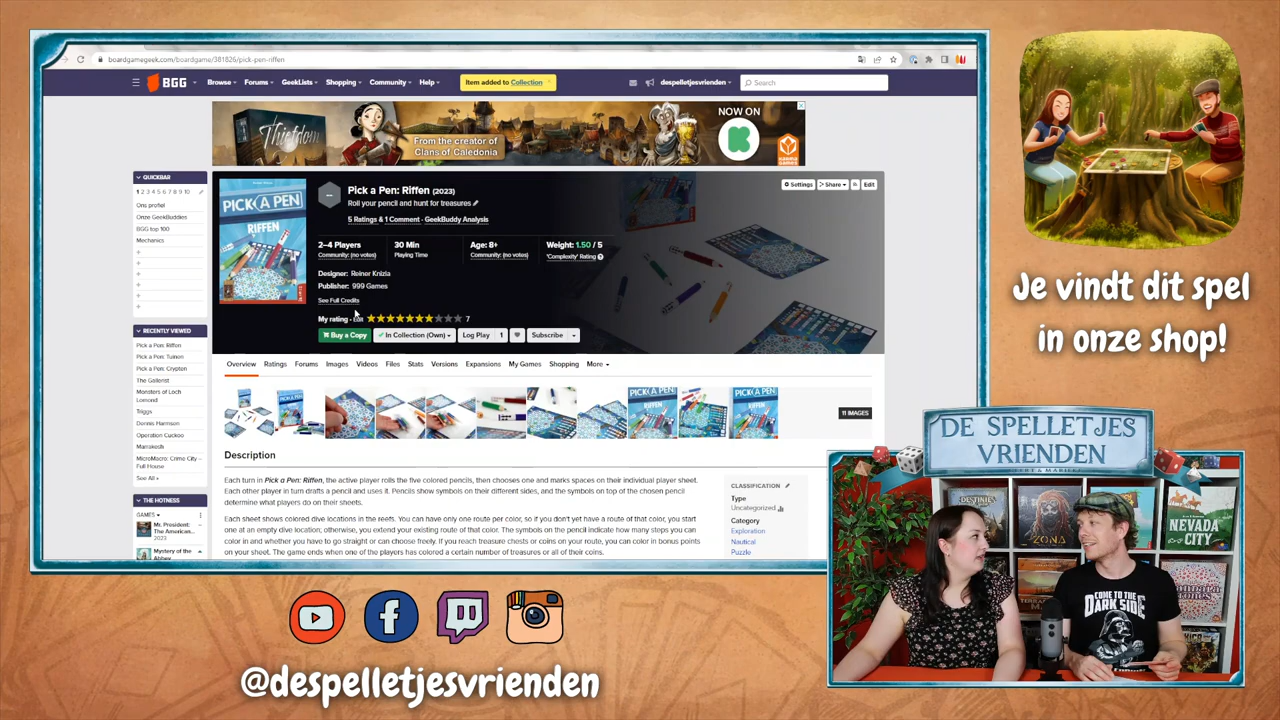 boardgamegeek.com/boardgame/381826/pick-pen-riffen
BGG
Browse
Forums
GeekLists
Shopping
Community
Help
Item added to Collection
despelletjesvrienden
Search
Thiefdom
From the creator of
Clans of Caledonia
NOW ON
QUICKBAR
1 2 3 4 5 6 7 8 9 10
Ons profiel
Onze GeekBuddies
BGG top 100
Mechanics
PICK A PEN
RIFFEN
Pick a Pen: Riffen (2023)
Roll your pencil and hunt for treasures
5 Ratings & 1 Comment · GeekBuddy Analysis
Settings
Share
Edit
2–4 Players
Community: (no votes)
30 Min
Playing Time
Age: 8+
Community: (no votes)
Weight: 1.50 / 5
'Complexity' Rating
Designer: Reiner Knizia
Publisher: 999 Games
See Full Credits
My rating - Edit
7
Buy a Copy
In Collection (Own)
Log Play 1
Subscribe
RECENTLY VIEWED
Pick a Pen: Riffen
Pick a Pen: Tuinen
Pick a Pen: Crypten
The Gallerist
Monsters of Loch
Lomond
Triggs
Dennis Harmsen
Operation Cuckoo
Marrakesh
MicroMacro: Crime City –
Full House
See All »
THE HOTNESS
GAMES
Mr. President:
The American...
2023
Mystery of the
Abbey
Overview
Ratings
Forums
Images
Videos
Files
Stats
Versions
Expansions
My Games
Shopping
More
11 IMAGES
Description
Each turn in Pick a Pen: Riffen, the active player rolls the five colored pencils, then chooses one and marks spaces on their individual player sheet.
Each other player in turn drafts a pencil and uses it. Pencils show symbols on their different sides, and the symbols on top of the chosen pencil
determine what players do on their sheets.
Each sheet shows colored dive locations in the reefs. You can have only one route per color, so if you don't yet have a route of that color, you start
one at an empty dive location; otherwise, you extend your existing route of that color. The symbols on the pencil indicate how many steps you can
color in and whether you have to go straight or can choose freely. If you reach treasure chests or coins on your route, you can color in bonus points
on your sheet. The game ends when one of the players has colored a certain number of treasures or all of their coins.
CLASSIFICATION
Type
Uncategorized
Category
Exploration
Nautical
Puzzle
Je vindt dit spel
in onze shop!
DE SPELLETJES
VRIENDEN
NEVADA
CITY
ZONA
COME TO THE
DARK SIDE
@despelletjesvrienden